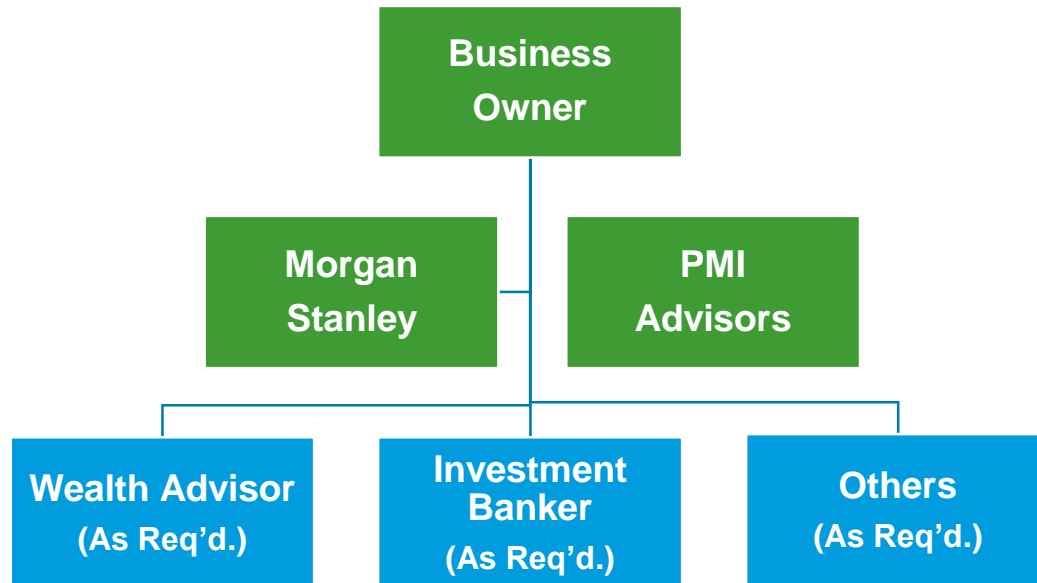 Business
Owner
Morgan
Stanley
PMI
Advisors
Wealth Advisor
(As Req’d.)
Investment
Banker
(As Req’d.)
Others
(As Req’d.)